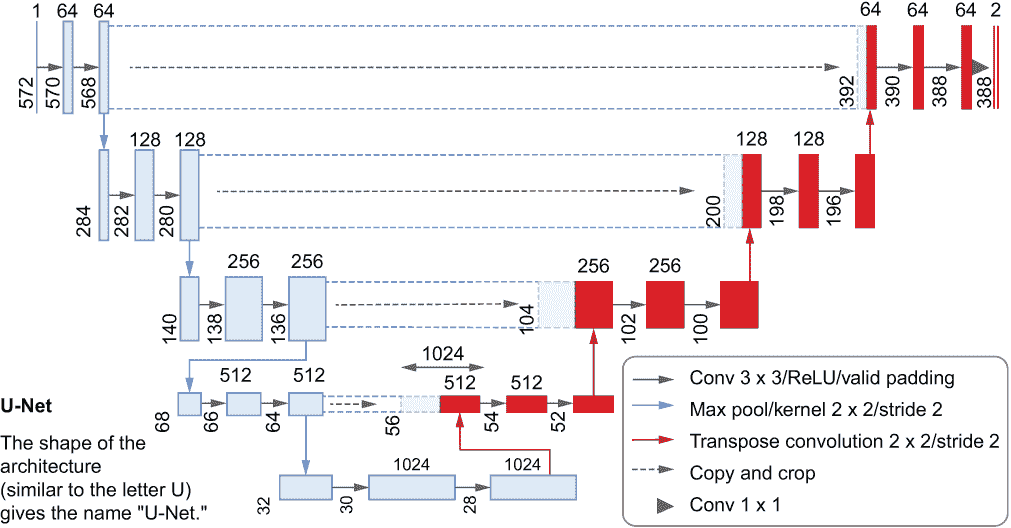 1 64 64 64 64 64 2
572 570 568 392 390 388 388
128 128 128 128
284 282 280 200 198 196
256 256 256 256
140 138 136 104 102 100
1024
512 512 512 512
68 66 64 56 54 52
1024 1024
32 30 28
U-Net
The shape of the
architecture
(similar to the letter U)
gives the name "U-Net."
Conv 3 x 3/ReLU/valid padding
Max pool/kernel 2 x 2/stride 2
Transpose convolution 2 x 2/stride 2
Copy and crop
Conv 1 x 1